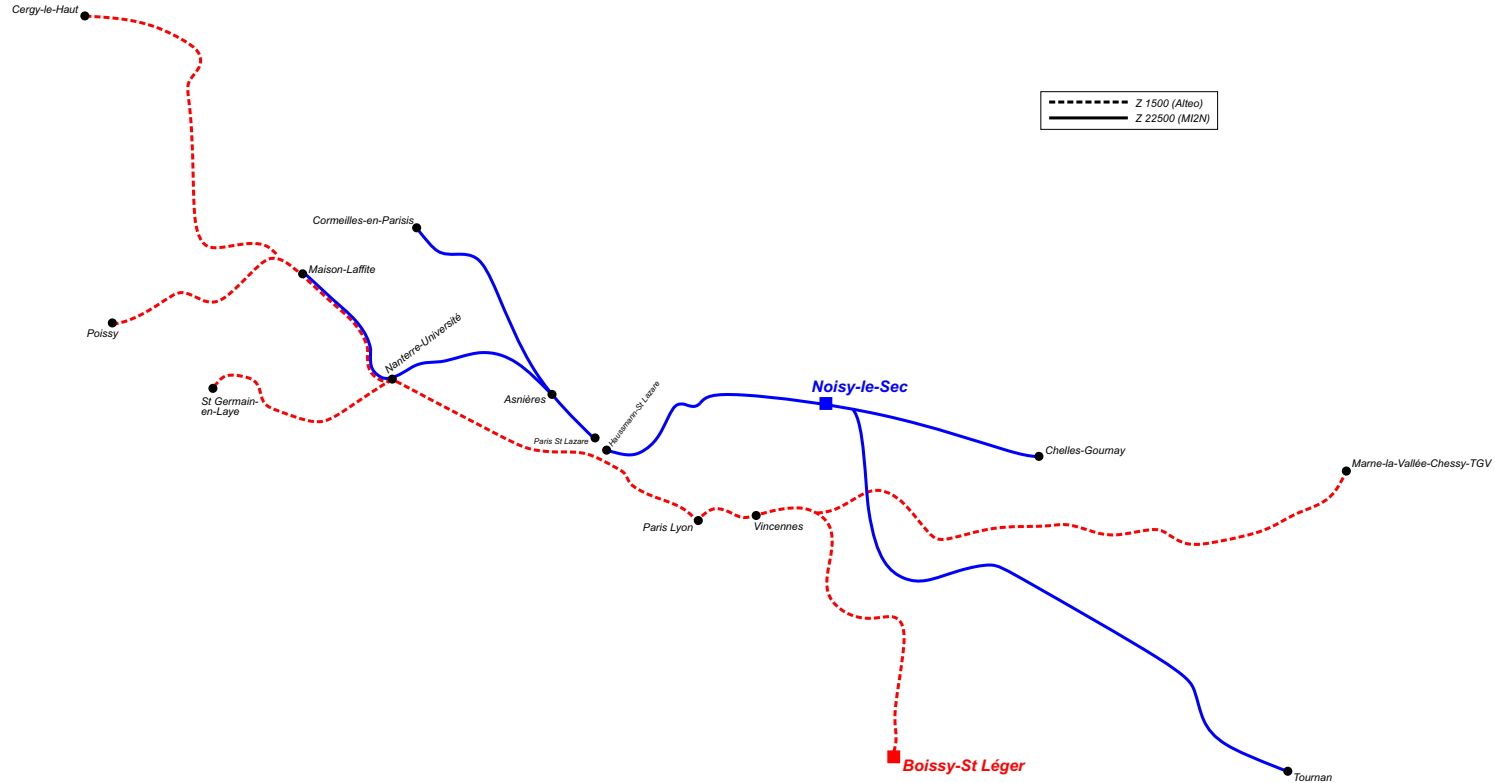 Cergy-le-Haut
Z 1500 (Alteo)
Z 22500 (MI2N)
Cormeilles-en-Parisis
Maison-Laffite
Poissy
Nanterre-Université
St Germain-
en-Laye
Asnières
Paris St Lazare
Haussmann-St Lazare
Noisy-le-Sec
Chelles-Gournay
Marne-la-Vallée-Chessy-TGV
Paris Lyon
Vincennes
Boissy-St Léger
Tournan